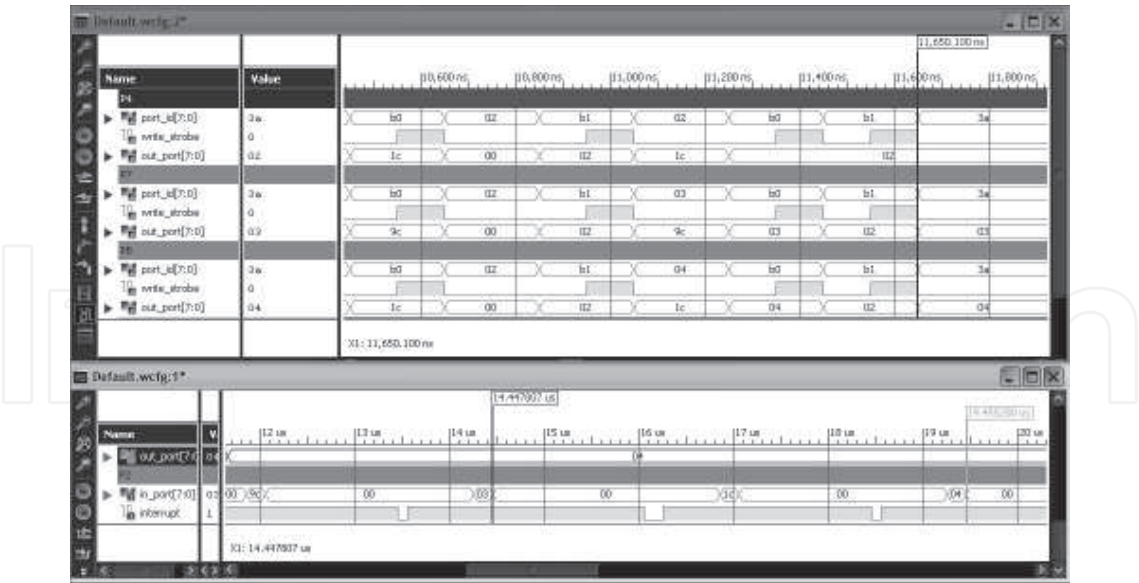 Default.wcfg:2*
11,650.100 ns
Name Value
10,600 ns 10,800 ns 11,000 ns 11,200 ns 11,400 ns 11,800 ns
port_id[7:0] 3a b0 02 b1 02 b0 b1 3a
write_strobe 0
out_port[7:0] 02 1c 00 02 1c 02
port_id[7:0] 3a b0 02 b1 03 b0 b1 3a
write_strobe 0
out_port[7:0] 03 9c 00 02 9c 03 02 03
port_id[7:0] 3a b0 02 b1 04 b0 b1 3a
write_strobe 0
out_port[7:0] 04 1c 00 02 1c 04 02 04
X1: 11,650.100 ns
Default.wcfg:1*
14.447807 us
Name V
12 us 13 us 14 us 15 us 16 us 17 us 18 us 19 us 20 us
in_port[7:0] 00 9c 00 03 00 1c 00 04 00
interrupt 1
X1: 14.447807 us